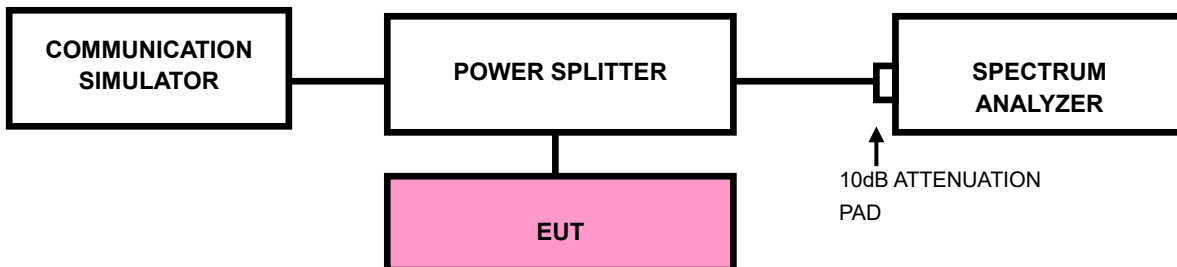 COMMUNICATION
SIMULATOR
POWER SPLITTER
SPECTRUM
ANALYZER
10dB ATTENUATION
PAD
EUT